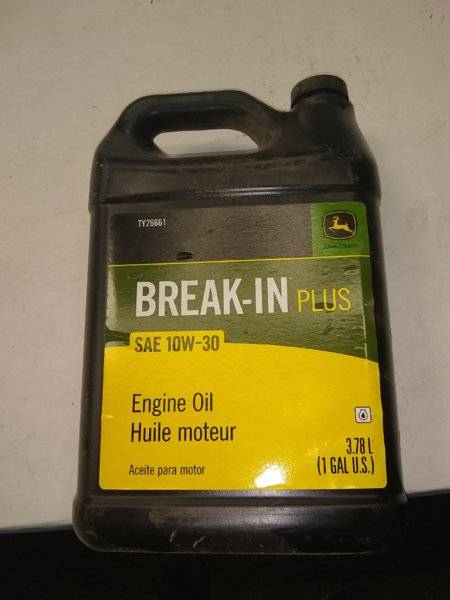 TY26661
JOHN DEERE
BREAK-IN PLUS
SAE 10W-30
Engine Oil
Huile moteur
Aceite para motor
3.78 L
(1 GAL U.S.)